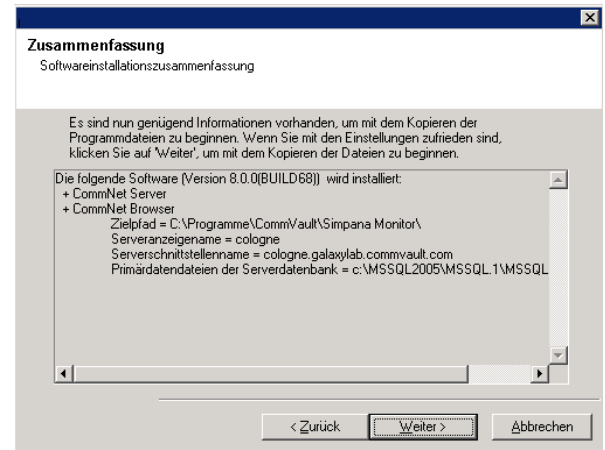 Zusammenfassung
Softwareinstallationszusammenfassung
Es sind nun genügend Informationen vorhanden, um mit dem Kopieren der
Programmdateien zu beginnen. Wenn Sie mit den Einstellungen zufrieden sind,
klicken Sie auf 'Weiter', um mit dem Kopieren der Dateien zu beginnen.
Die folgende Software (Version 8.0.0(BUILD68)) wird installiert:
+ CommNet Server
+ CommNet Browser
Zielpfad = C:\Programme\CommVault\Simpana Monitor\
Serveranzeigename = cologne
Serverschnittstellenname = cologne.galaxylab.commvault.com
Primärdatendateien der Serverdatenbank = c:\MSSQL2005\MSSQL.1\MSSQL
< Zurück
Weiter >
Abbrechen